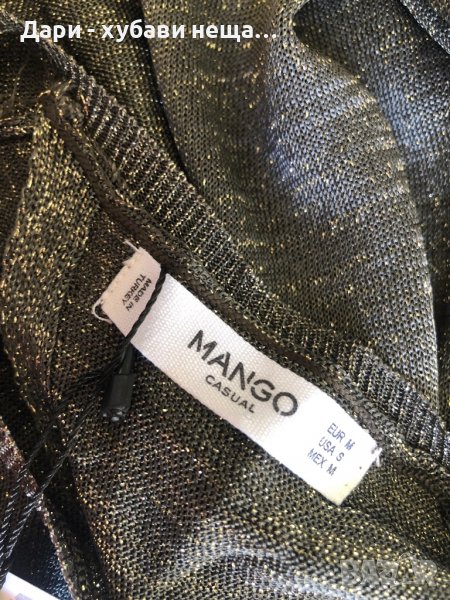 Дари - хубави неща...
MADE IN
TURKEY
MANGO
CASUAL
EUR M
USA S
MEX M